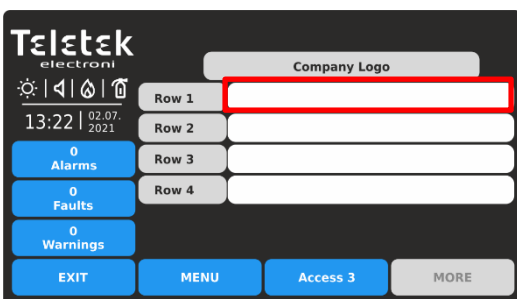 Teletek
electroni
Company Logo
Row 1
13:22 | 02.07.2021
Row 2
0
Alarms
Row 3
0
Faults
Row 4
0
Warnings
EXIT
MENU
Access 3
MORE